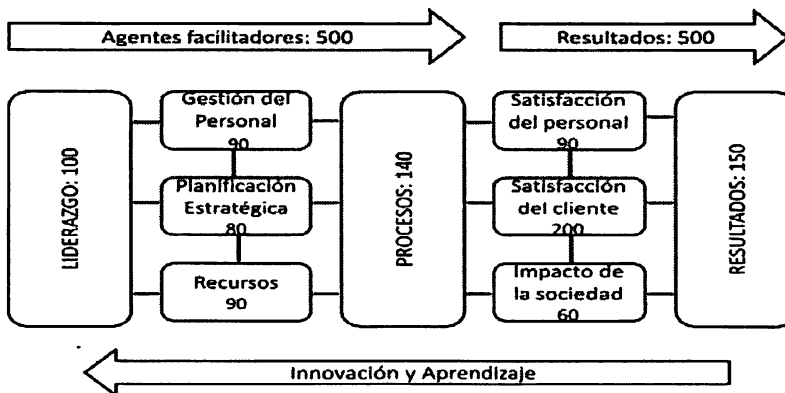 Agentes facilitadores: 500
Resultados: 500
LIDERAZGO: 100
Gestión del
Personal
90
Planificación
Estratégica
80
Recursos
90
PROCESOS: 140
Satisfacción
del personal
90
Satisfacción
del cliente
200
Impacto de
la sociedad
60
RESULTADOS: 150
Innovación y Aprendizaje